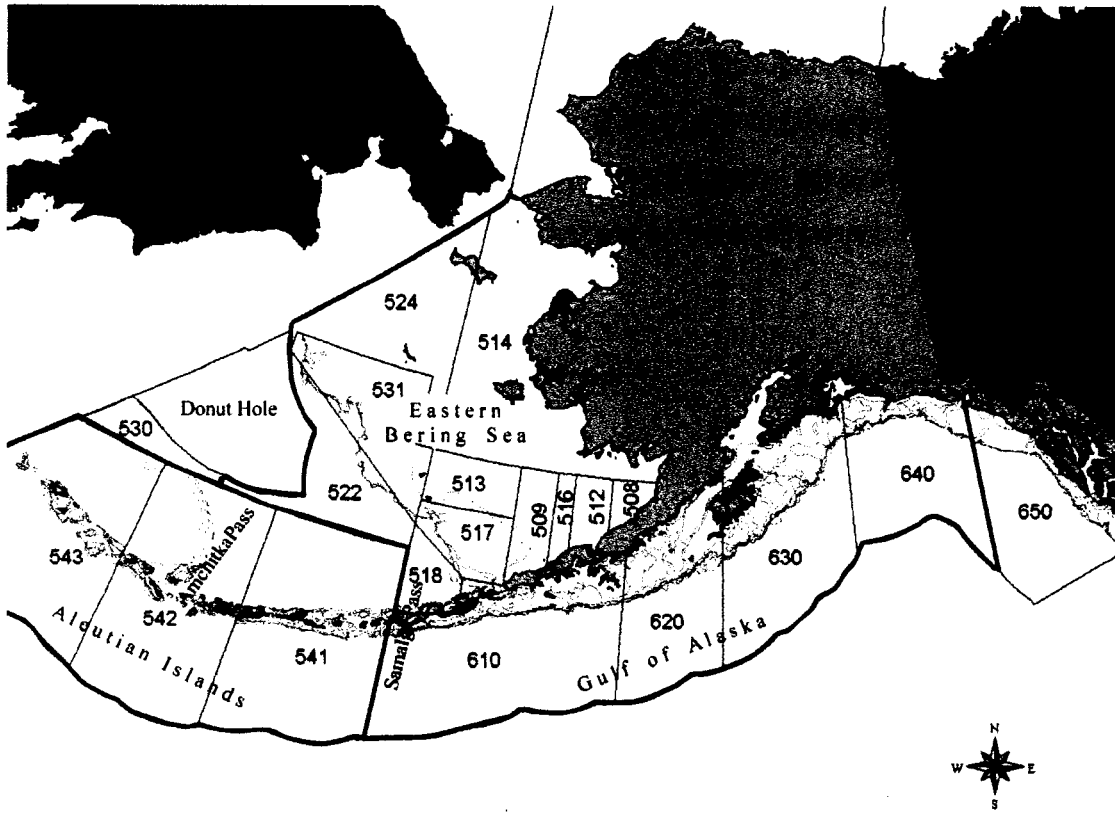 524
514
531
Donut Hole
Eastern
Bering Sea
530
522
513
517
509
516
512
508
640
650
543
Amchitka Pass
518
Samalga Pass
542
630
620
541
610
Aleutian Islands
Gulf of Alaska
N
W E
S